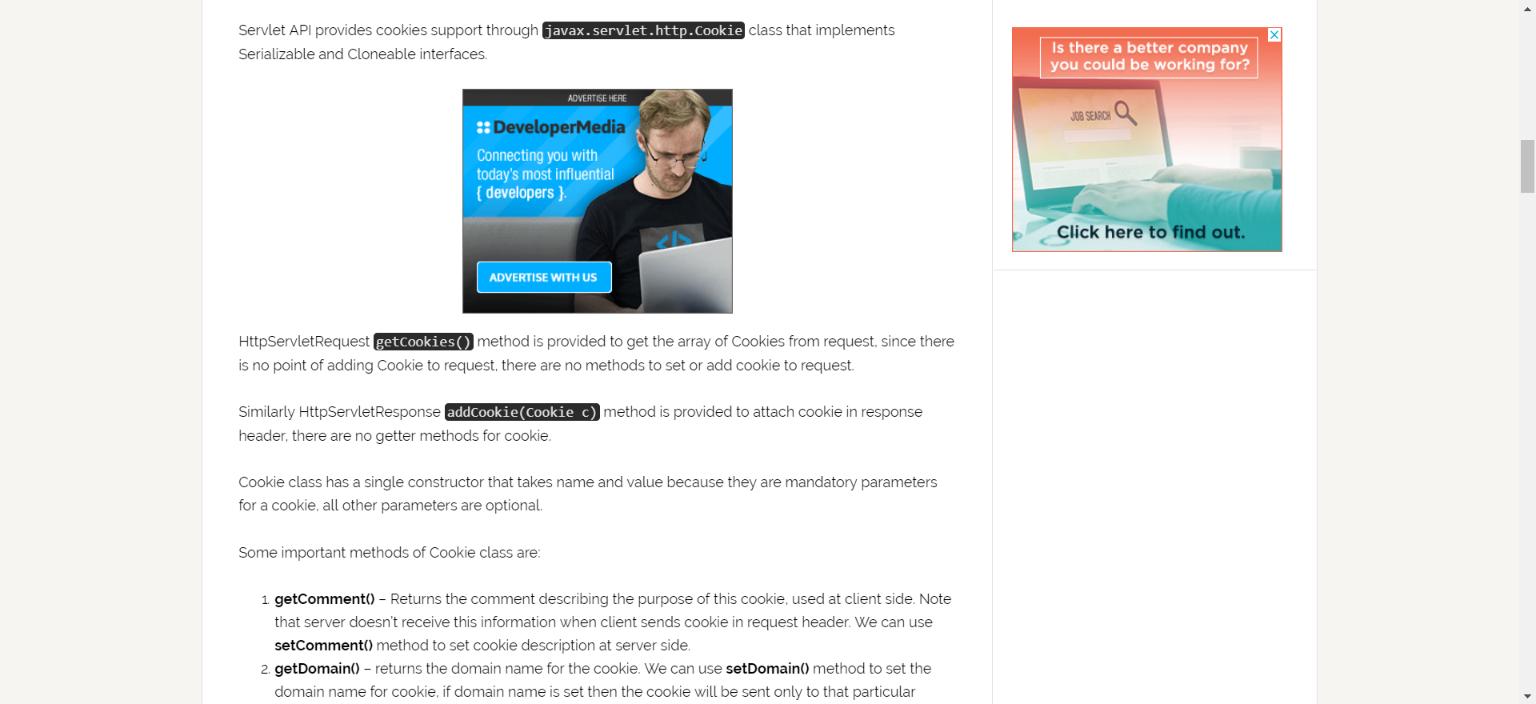 Servlet API provides cookies support through javax.servlet.http.Cookie class that implements
Serializable and Cloneable interfaces.
ADVERTISE HERE
DeveloperMedia
Connecting you with
today's most influential
{ developers }.
</>
ADVERTISE WITH US
HttpServletRequest getCookies() method is provided to get the array of Cookies from request, since there
is no point of adding Cookie to request, there are no methods to set or add cookie to request.
Similarly HttpServletResponse addCookie(Cookie c) method is provided to attach cookie in response
header, there are no getter methods for cookie.
Cookie class has a single constructor that takes name and value because they are mandatory parameters
for a cookie, all other parameters are optional.
Some important methods of Cookie class are:
1. getComment() – Returns the comment describing the purpose of this cookie, used at client side. Note
that server doesn't receive this information when client sends cookie in request header. We can use
setComment() method to set cookie description at server side.
2. getDomain() – returns the domain name for the cookie. We can use setDomain() method to set the
domain name for cookie, if domain name is set then the cookie will be sent only to that particular
Is there a better company
you could be working for?
JOB SEARCH
Click here to find out.